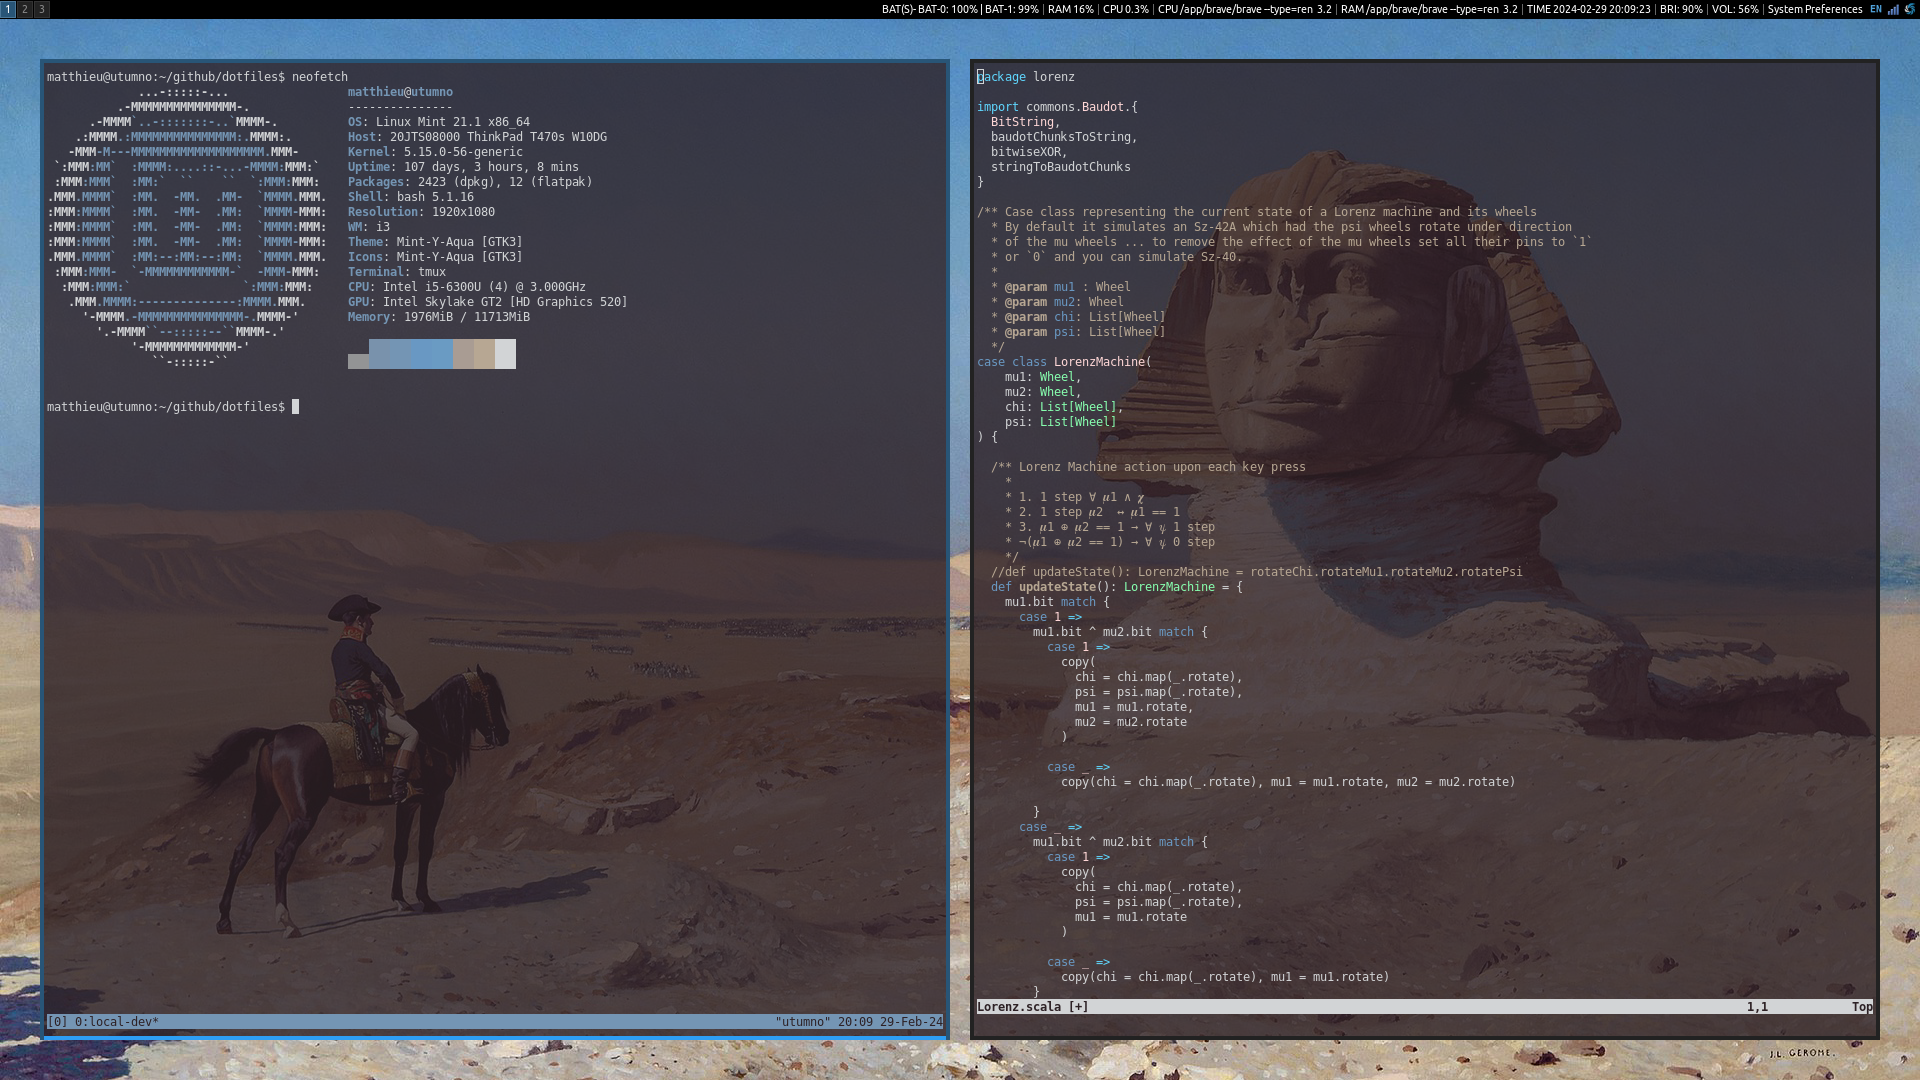 1 2 3
BAT(S)- BAT-0: 100% | BAT-1: 99% | RAM 16% | CPU 0.3% | CPU /app/brave/brave --type=ren 3.2 | RAM /app/brave/brave --type=ren 3.2 | TIME 2024-02-29 20:09:23 | BRI: 90% | VOL: 56% | System Preferences EN
matthieu@utumno:~/github/dotfiles$ neofetch
matthieu@utumno
---------------
OS: Linux Mint 21.1 x86_64
Host: 20JTS08000 ThinkPad T470s W10DG
Kernel: 5.15.0-56-generic
Uptime: 107 days, 3 hours, 8 mins
Packages: 2423 (dpkg), 12 (flatpak)
Shell: bash 5.1.16
Resolution: 1920x1080
WM: i3
Theme: Mint-Y-Aqua [GTK3]
Icons: Mint-Y-Aqua [GTK3]
Terminal: tmux
CPU: Intel i5-6300U (4) @ 3.000GHz
GPU: Intel Skylake GT2 [HD Graphics 520]
Memory: 1976MiB / 11713MiB
matthieu@utumno:~/github/dotfiles$
[0] 0:local-dev* "utumno" 20:09 29-Feb-24
package lorenz
import commons.Baudot.{
  BitString,
  baudotChunksToString,
  bitwiseXOR,
  stringToBaudotChunks
}
/** Case class representing the current state of a Lorenz machine and its wheels
  * By default it simulates an Sz-42A which had the psi wheels rotate under direction
  * of the mu wheels ... to remove the effect of the mu wheels set all their pins to `1`
  * or `0` and you can simulate Sz-40.
  *
  * @param mu1 : Wheel
  * @param mu2: Wheel
  * @param chi: List[Wheel]
  * @param psi: List[Wheel]
  */
case class LorenzMachine(
    mu1: Wheel,
    mu2: Wheel,
    chi: List[Wheel],
    psi: List[Wheel]
) {
  /** Lorenz Machine action upon each key press
    *
    * 1. 1 step ∀ 𝝁1 ∧ 𝝌
    * 2. 1 step 𝝁2  ↔ 𝝁1 == 1
    * 3. 𝝁1 ⊕ 𝝁2 == 1 → ∀ 𝝍 1 step
    * ¬(𝝁1 ⊕ 𝝁2 == 1) → ∀ 𝝍 0 step
    */
  //def updateState(): LorenzMachine = rotateChi.rotateMu1.rotateMu2.rotatePsi
  def updateState(): LorenzMachine = {
    mu1.bit match {
      case 1 =>
        mu1.bit ^ mu2.bit match {
          case 1 =>
            copy(
              chi = chi.map(_.rotate),
              psi = psi.map(_.rotate),
              mu1 = mu1.rotate,
              mu2 = mu2.rotate
            )
          case _ =>
            copy(chi = chi.map(_.rotate), mu1 = mu1.rotate, mu2 = mu2.rotate)
        }
      case _ =>
        mu1.bit ^ mu2.bit match {
          case 1 =>
            copy(
              chi = chi.map(_.rotate),
              psi = psi.map(_.rotate),
              mu1 = mu1.rotate
            )
          case _ =>
            copy(chi = chi.map(_.rotate), mu1 = mu1.rotate)
        }
Lorenz.scala [+] 1,1 Top
J.L. GEROME.